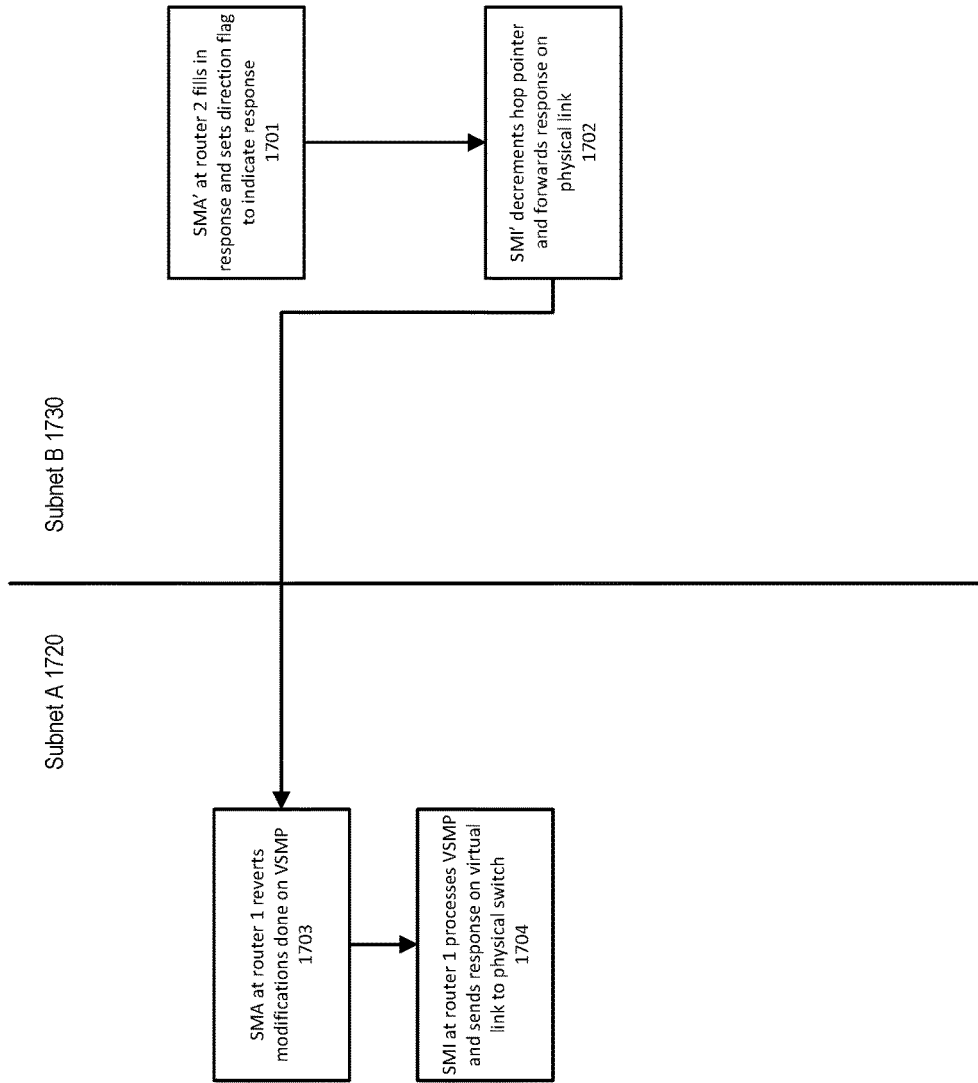 Subnet A 1720
Subnet B 1730
SMA' at router 2 fills in
response and sets direction flag
to indicate response
1701
SMI' decrements hop pointer
and forwards response on
physical link
1702
SMA at router 1 reverts
modifications done on VSMP
1703
SMI at router 1 processes VSMP
and sends response on virtual
link to physical switch
1704